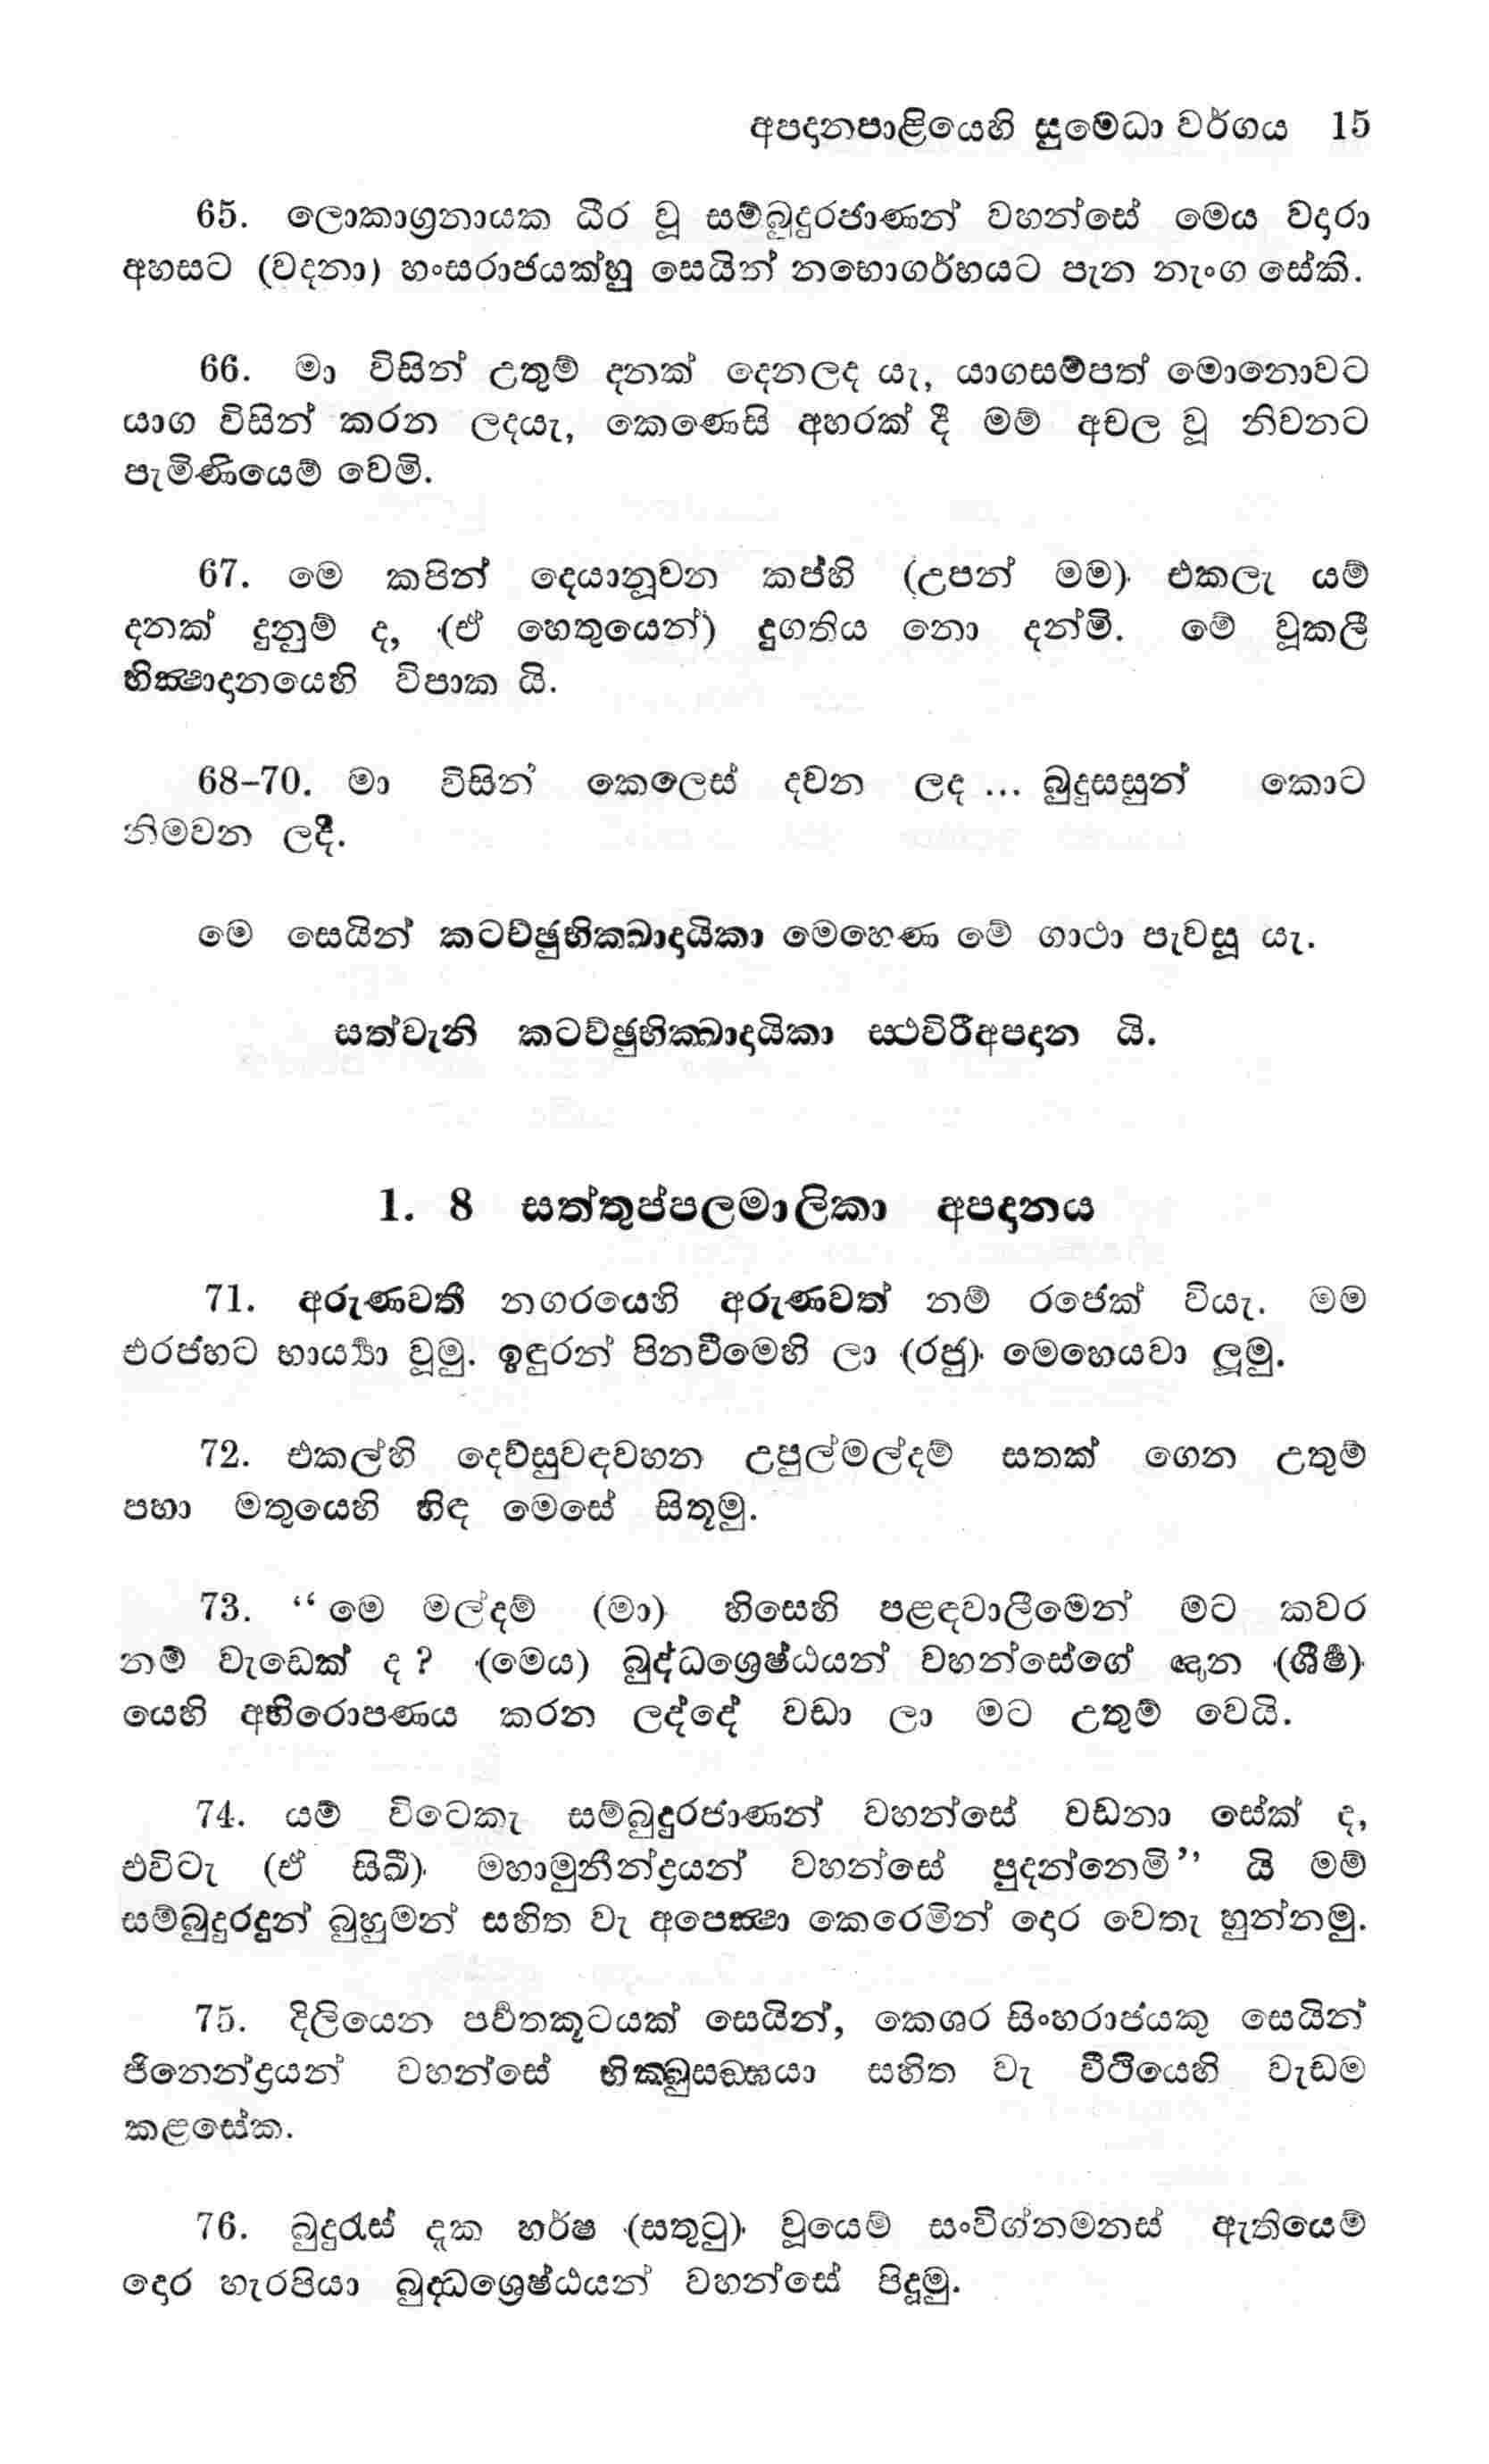 අපදානපාළියෙහි සුමෙධා වර්ගය 15
65. ලොකාග්‍රනායක ධීර වූ සම්බුදුරජාණන් වහන්සේ මෙය වදාරා
අහසට (වදනා) හංසරාජයක්හු සෙයින් නභොගර්භයට පැන නැංග සේකි.
66. මා විසින් උතුම් දනක් දෙනලද යැ, යාගසම්පත් මොනොවට
යාග විසින් කරන ලදයැ, කෙණෙසි අහරක් දී මම් අචල වූ නිවනට
පැමිණියෙම් වෙමි.
67. මෙ කපින් දෙයානූවන කප්හි (උපන් මම) එකලැ යම්
දනක් දුනුම් ද, (ඒ හෙතුයෙන්) දුගතිය නො දන්මි. මේ වූකලී
භික්‍ෂාදානයෙහි විපාක යි.
68–70. මා විසින් කෙලෙස් දවන ලද ... බුදුසසුන් කොට
නිමවන ලදී.
මෙ සෙයින් කටච්ඡුභික්ඛාදායිකා මෙහෙණ මේ ගාථා පැවසූ යැ.
සත්වැනි කටච්ඡුභික්ඛාදායිකා ස්ථවිරීඅපදාන යි.
1. 8 සත්තුප්පලමාලිකා අපදානය
71. අරුණවතී නගරයෙහි අරුණවත් නම් රජෙක් වියැ. මම
එරජහට භාර්‍ය්‍යා වූමු. ඉඳුරන් පිනවීමෙහි ලා (රජු) මෙහෙයවා ලූමු.
72. එකල්හි දෙව්සුවඳවහන උපුල්මල්දම් සතක් ගෙන උතුම්
පහා මතුයෙහි හිඳ මෙසේ සිතූමු.
73. “ මෙ මල්දම් (මා) හිසෙහි පළඳවාලීමෙන් මට කවර
නම් වැඩෙක් ද ? (මෙය) බුද්ධශ්‍රෙෂ්ඨයන් වහන්සේගේ ඤාන (ශීර්‍ෂ)
යෙහි අභිරොපණය කරන ලද්දේ වඩා ලා මට උතුම් වෙයි.
74. යම් විටෙකැ සම්බුදුරජාණන් වහන්සේ වඩනා සේක් ද,
එවිටැ (ඒ සිඛී) මහාමුනීන්ද්‍රයන් වහන්සේ පුදන්නෙමි” යි මම්
සම්බුදුරදුන් බුහුමන් සහිත වැ අපෙක්‍ෂා කෙරෙමින් දොර වෙතැ හුන්නමු.
75. දිලියෙන පර්‍වතකූටයක් සෙයින්, කෙශර සිංහරාජයකු සෙයින්
ජිනෙන්ද්‍රයන් වහන්සේ භික්ඛුසඞ්ඝයා සහිත වැ වීථියෙහි වැඩම
කළසේක.
76. බුදුරැස් දැක හර්ෂ (සතුටු) වූයෙම් සංවිග්නමනස් ඇතියෙම්
දොර හැරපියා බුද්ධශ්‍රෙෂ්ඨයන් වහන්සේ පිදූමු.